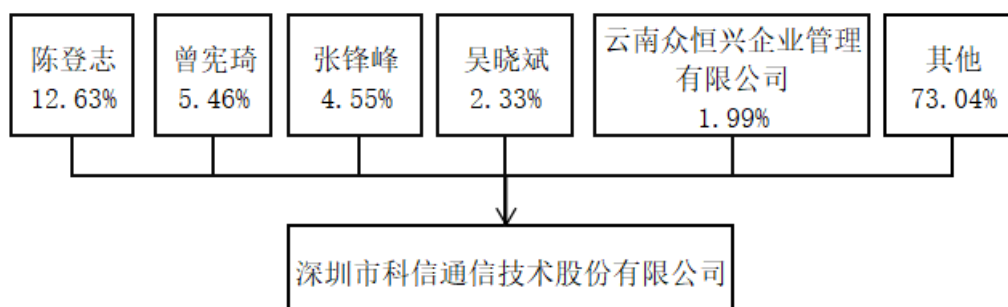 陈登志
12.63%
曾宪琦
5.46%
张锋峰
4.55%
吴晓斌
2.33%
云南众恒兴企业管理
有限公司
1.99%
其他
73.04%
深圳市科信通信技术股份有限公司